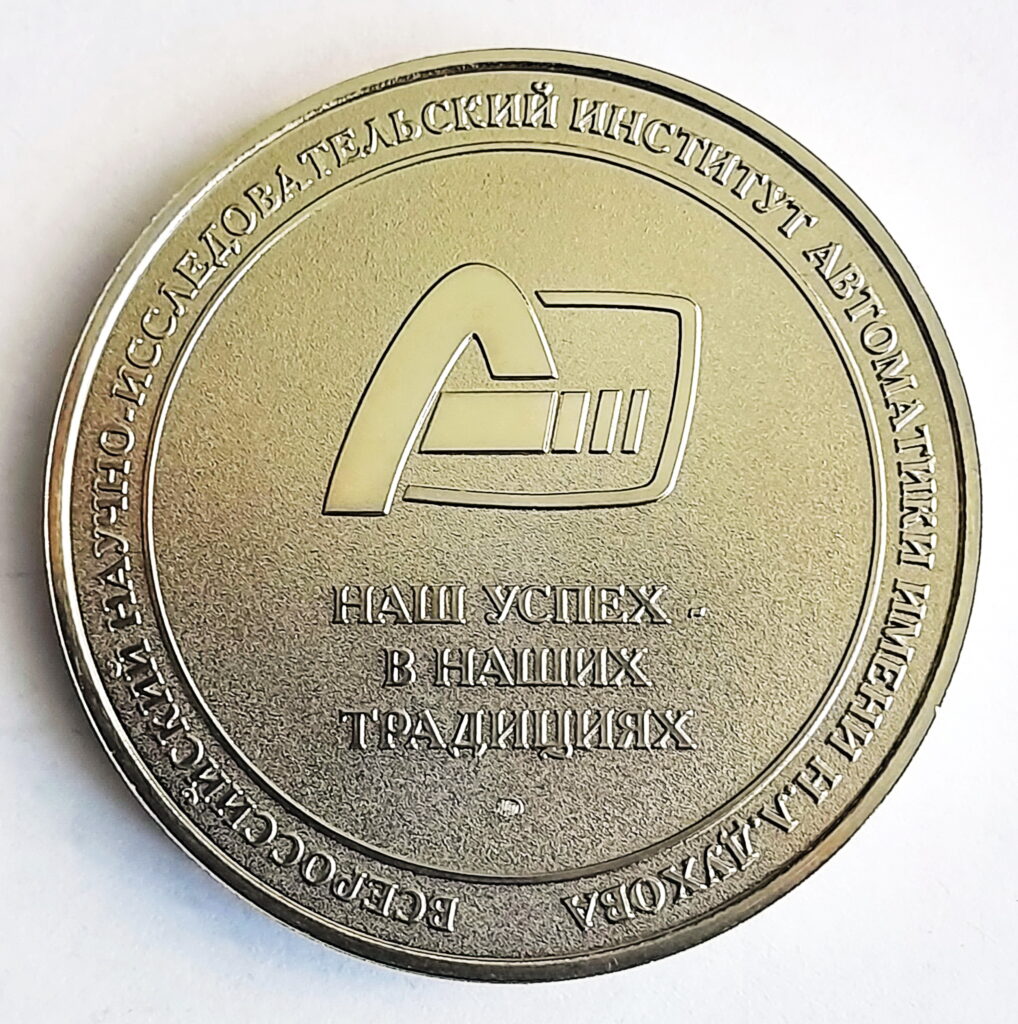 ВСЕРОССИЙСКИЙ НАУЧНО-ИССЛЕДОВАТЕЛЬСКИЙ ИНСТИТУТ АВТОМАТИКИ ИМЕНИ Н.Л.ДУХОВА
НАШ УСПЕХ -
В НАШИХ
ТРАДИЦИЯХ